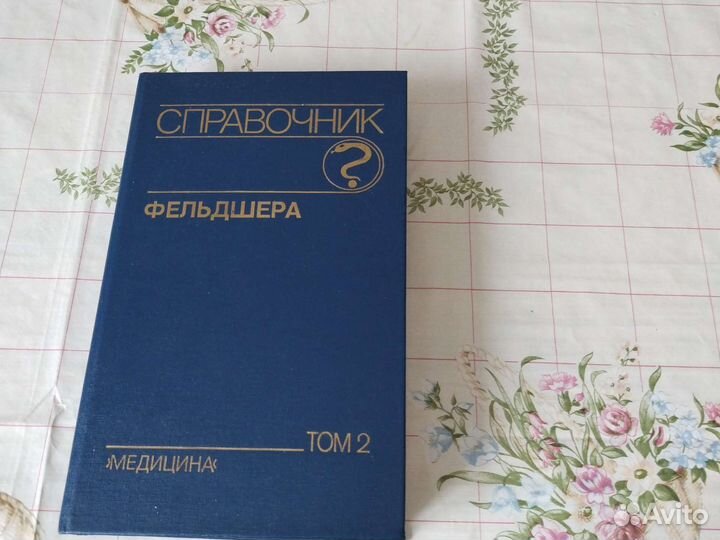 СПРАВОЧНИК
ФЕЛЬДШЕРА
ТОМ 2
›МЕДИЦИНА‹
Avito